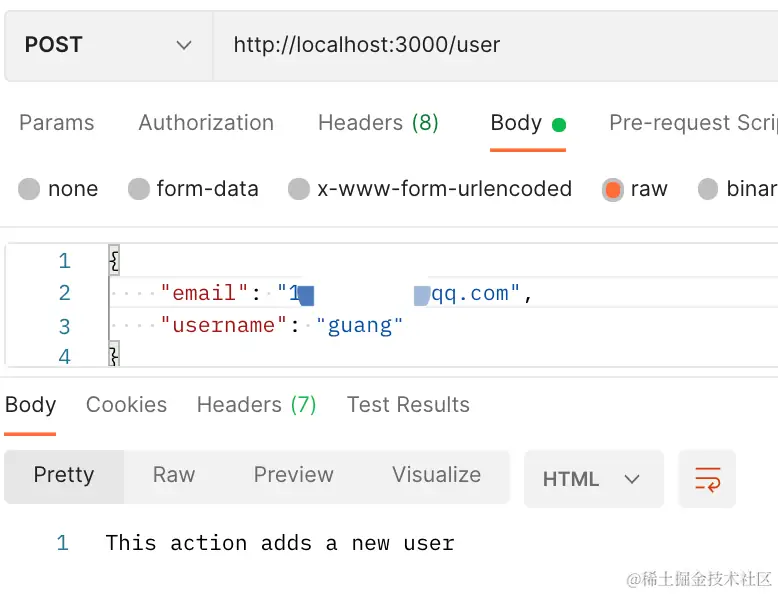 POST http://localhost:3000/user
Params Authorization Headers (8) Body Pre-request Scri
none form-data x-www-form-urlencoded raw binar
1 {
2 "email": "1 qq.com",
3 "username": "guang"
4 }
Body Cookies Headers (7) Test Results
Pretty Raw Preview Visualize HTML
1 This action adds a new user
@稀土掘金技术社区